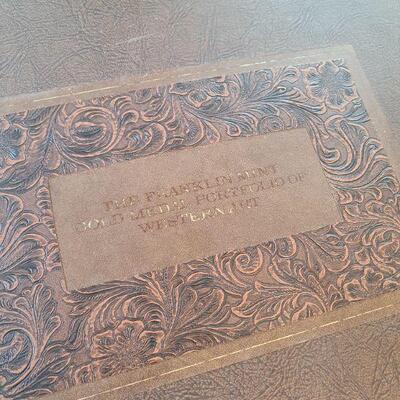 THE FRANKLIN MINT
GOLD MEDAL PORTFOLIO OF
WESTERN ART